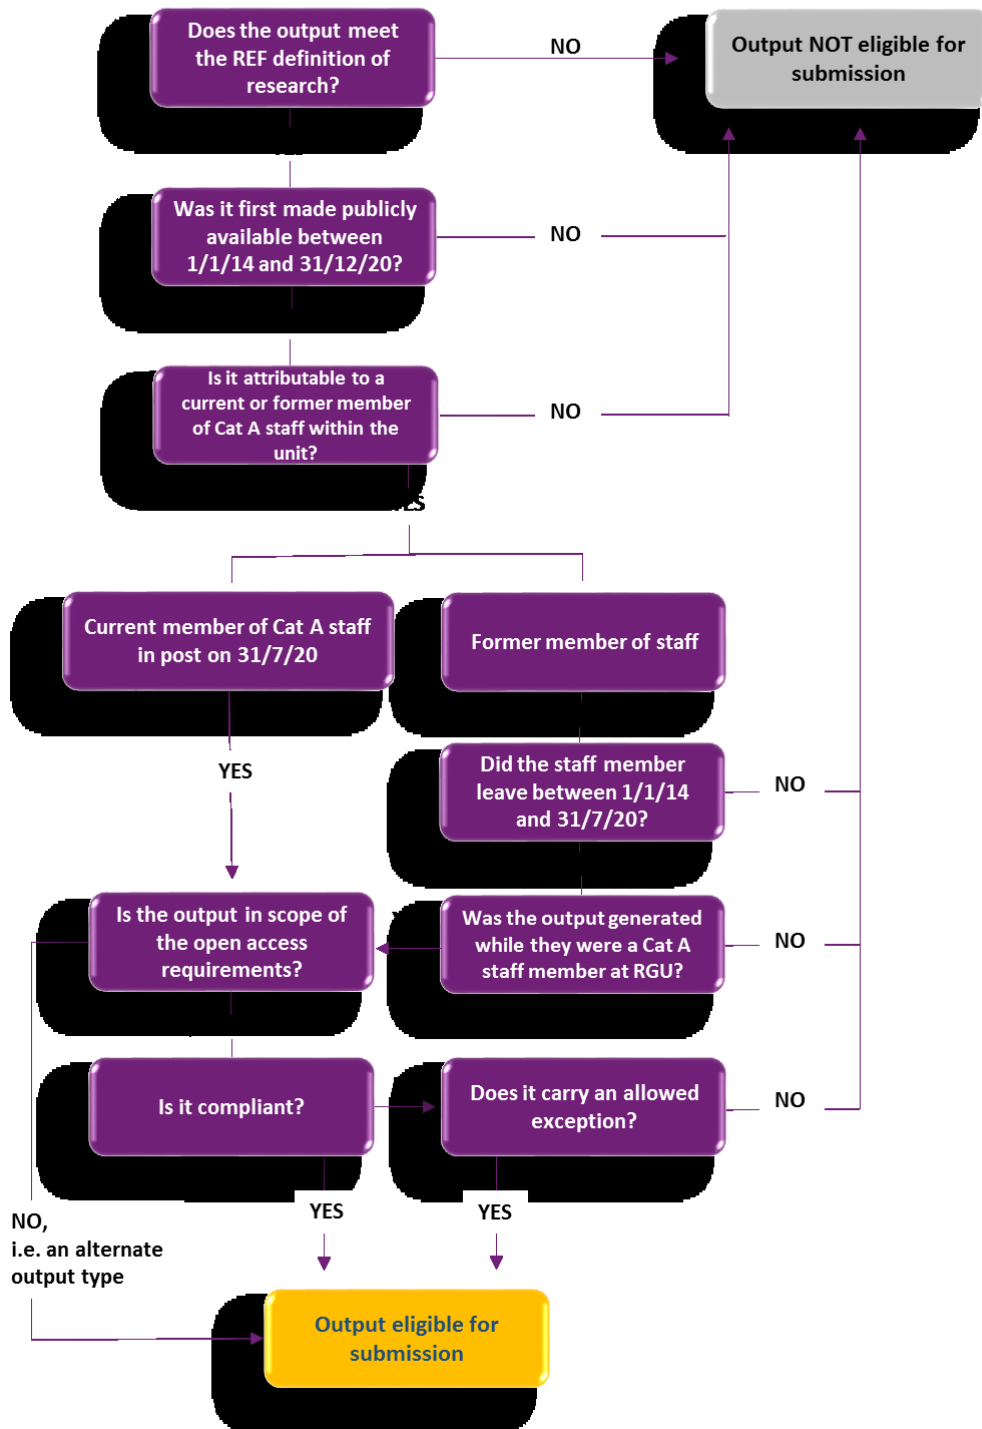 Does the output meet
the REF definition of
research?
NO
Output NOT eligible for
submission
Was it first made publicly
available between
1/1/14 and 31/12/20?
NO
Is it attributable to a
current or former member
of Cat A staff within the
unit?
NO
YES
Current member of Cat A staff
in post on 31/7/20
Former member of staff
YES
Did the staff member
leave between 1/1/14
and 31/7/20?
NO
Is the output in scope of
the open access
requirements?
Was the output generated
while they were a Cat A
staff member at RGU?
NO
Is it compliant?
Does it carry an allowed
exception?
NO
YES
YES
NO,
i.e. an alternate
output type
Output eligible for
submission